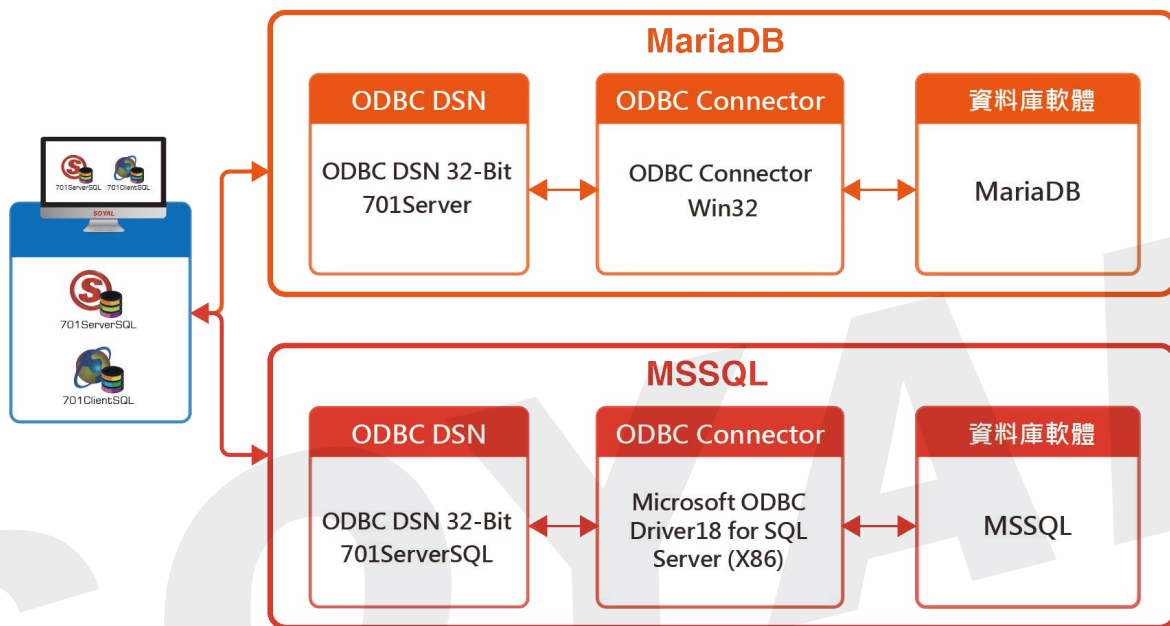 701ServerSQL 701ClientSQL
SOYAL
701ServerSQL
701ClientSQL
MariaDB
ODBC DSN
ODBC DSN 32-Bit
701Server
ODBC Connector
ODBC Connector
Win32
資料庫軟體
MariaDB
MSSQL
ODBC DSN
ODBC DSN 32-Bit
701ServerSQL
ODBC Connector
Microsoft ODBC
Driver18 for SQL
Server (X86)
資料庫軟體
MSSQL
SOYAL